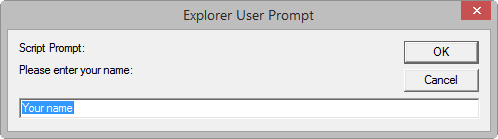 Explorer User Prompt
Script Prompt:
OK
Please enter your name:
Cancel
Your name